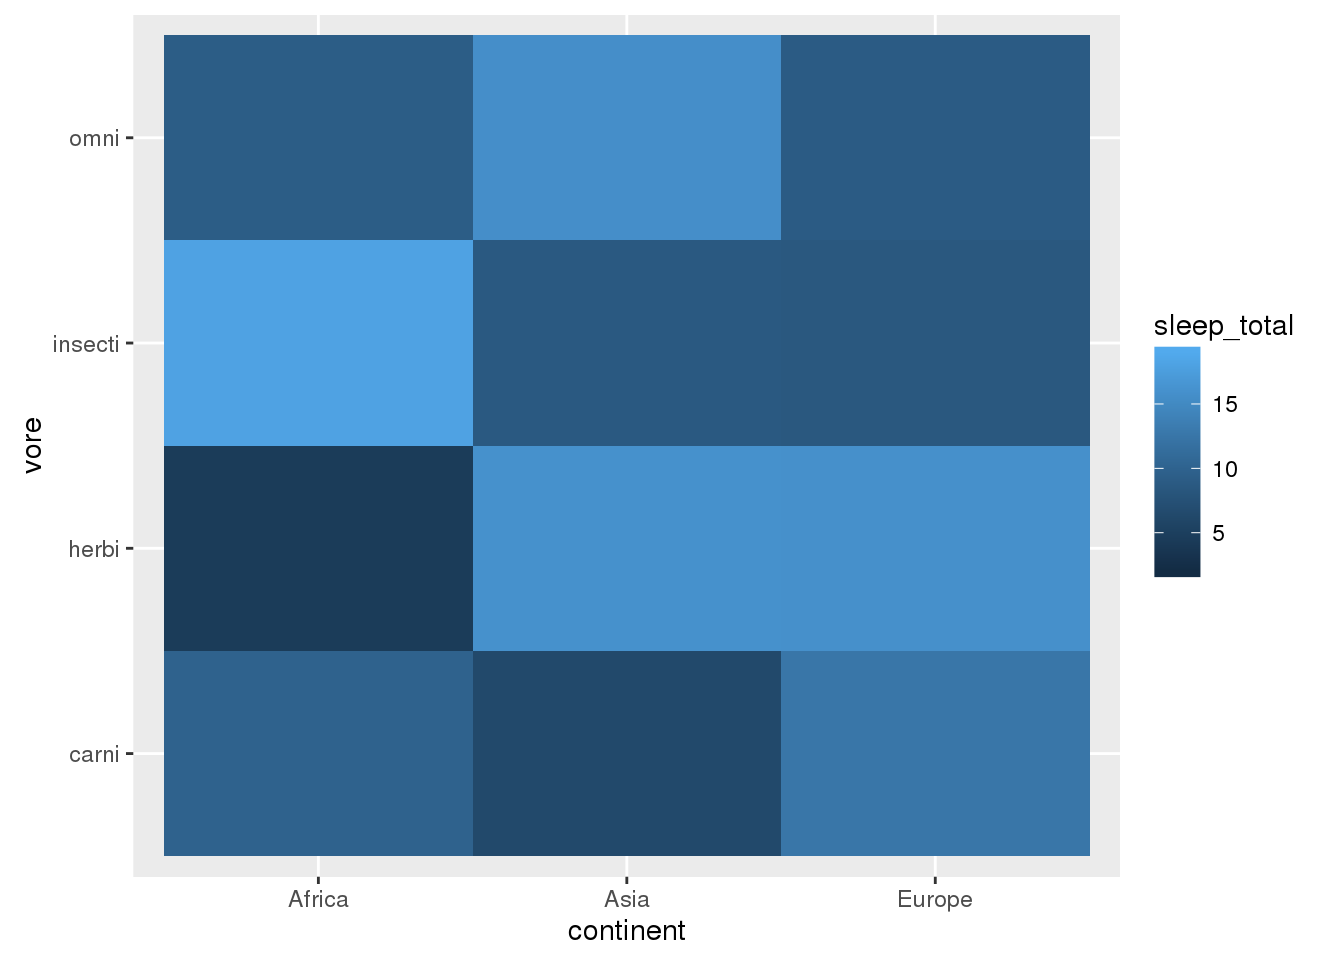 omni
insecti
herbi
carni
vore
Africa
Asia
Europe
continent
sleep_total
15
10
5